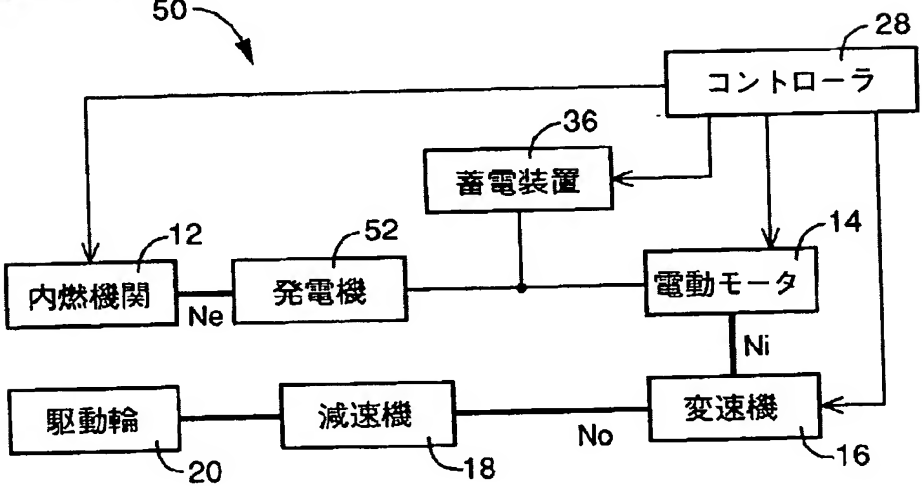 50
28
コントローラ
36
蓄電装置
12
52
14
内燃機関
Ne
発電機
電動モータ
Ni
駆動輪
減速機
No
変速機
20
18
16